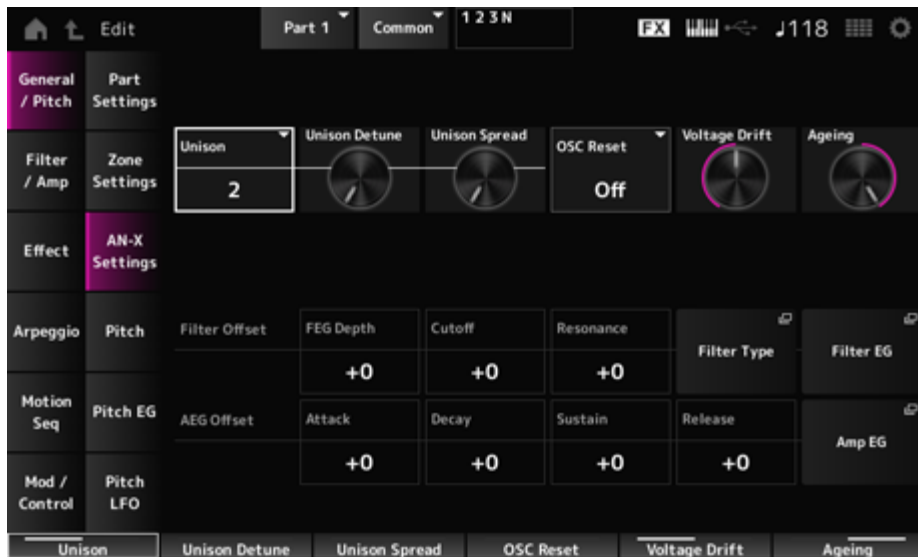 Edit
Part 1
Common
1 2 3 N
FX
♩118
General / Pitch
Part Settings
Unison
2
Unison Detune
Unison Spread
OSC Reset
Off
Voltage Drift
Ageing
Filter / Amp
Zone Settings
Effect
AN-X Settings
Arpeggio
Pitch
Filter Offset
FEG Depth
+0
Cutoff
+0
Resonance
+0
Filter Type
Filter EG
Motion Seq
Pitch EG
AEG Offset
Attack
+0
Decay
+0
Sustain
+0
Release
+0
Amp EG
Mod / Control
Pitch LFO
Unison
Unison Detune
Unison Spread
OSC Reset
Voltage Drift
Ageing